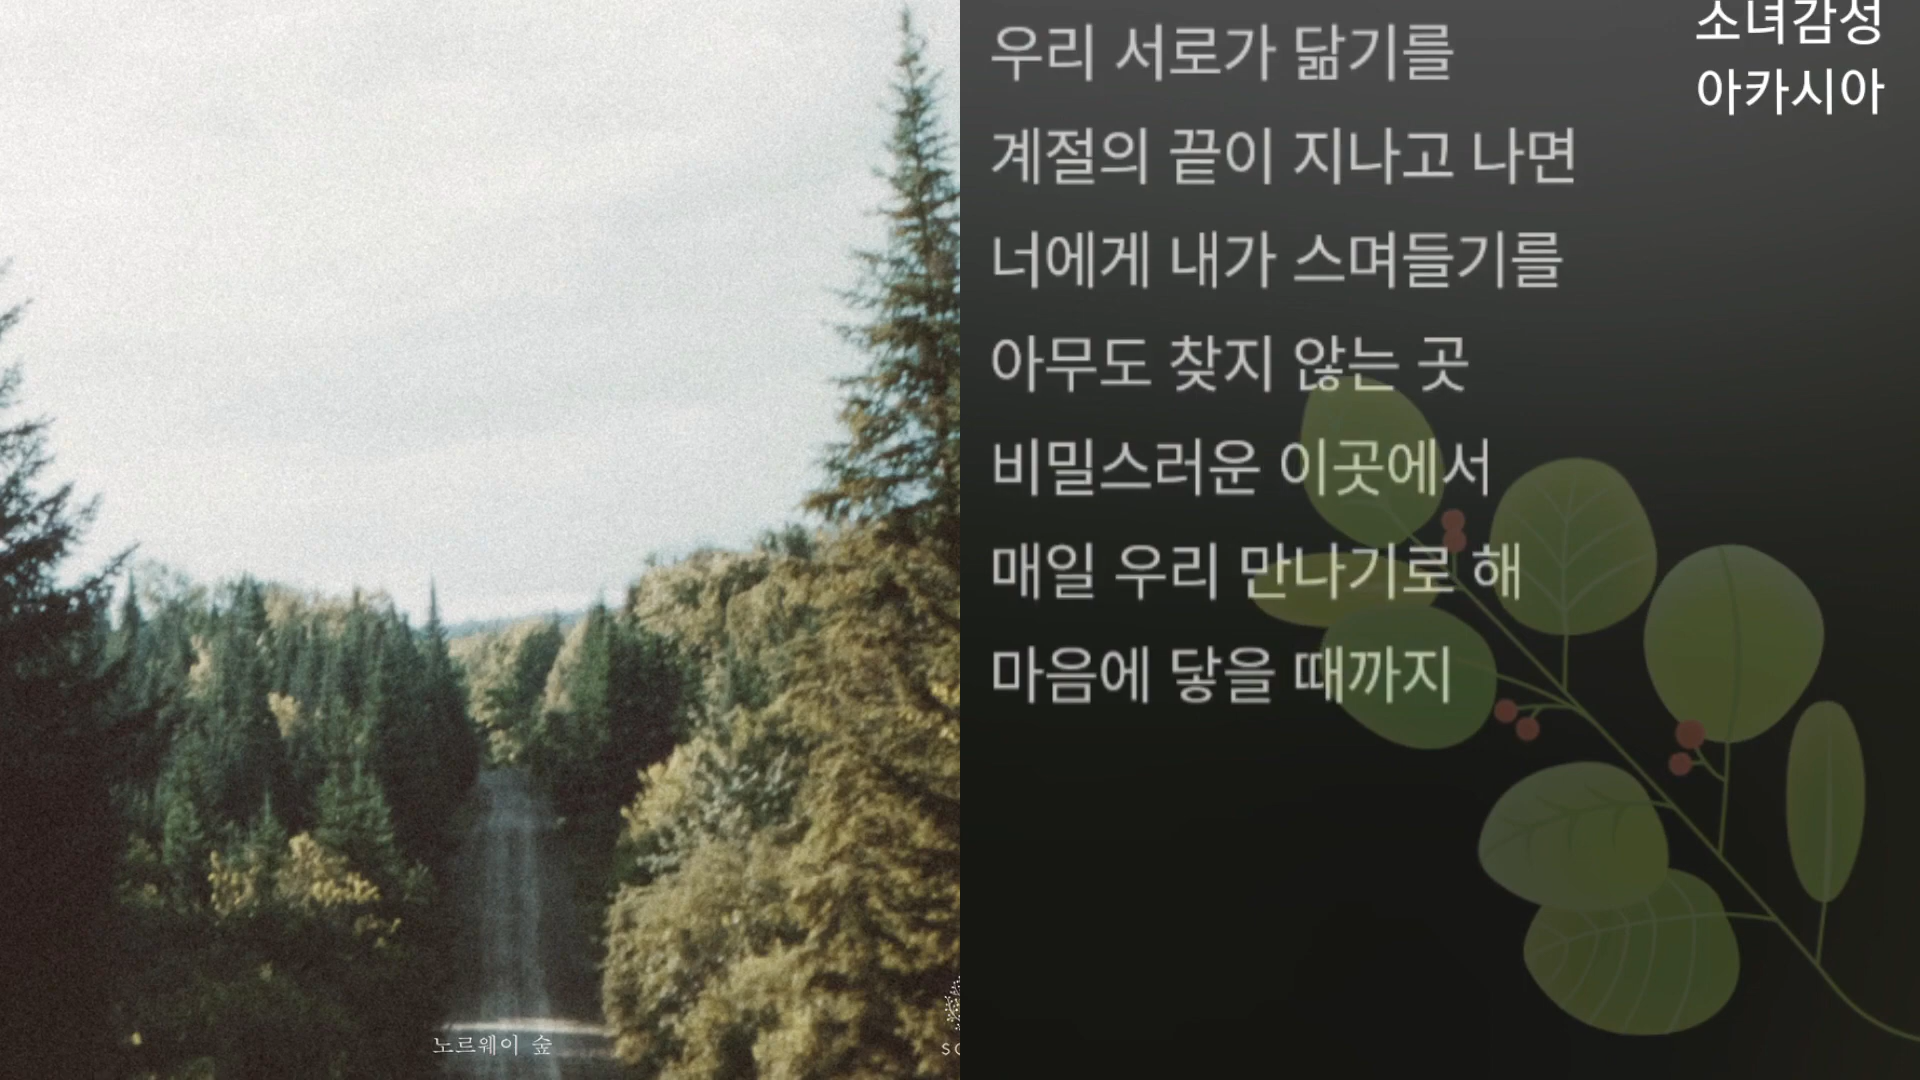 노르웨이 숲
우리 서로가 닮기를
계절의 끝이 지나고 나면
너에게 내가 스며들기를
아무도 찾지 않는 곳
비밀스러운 이곳에서
매일 우리 만나기로 해
마음에 닿을 때까지
소녀감성
아카시아